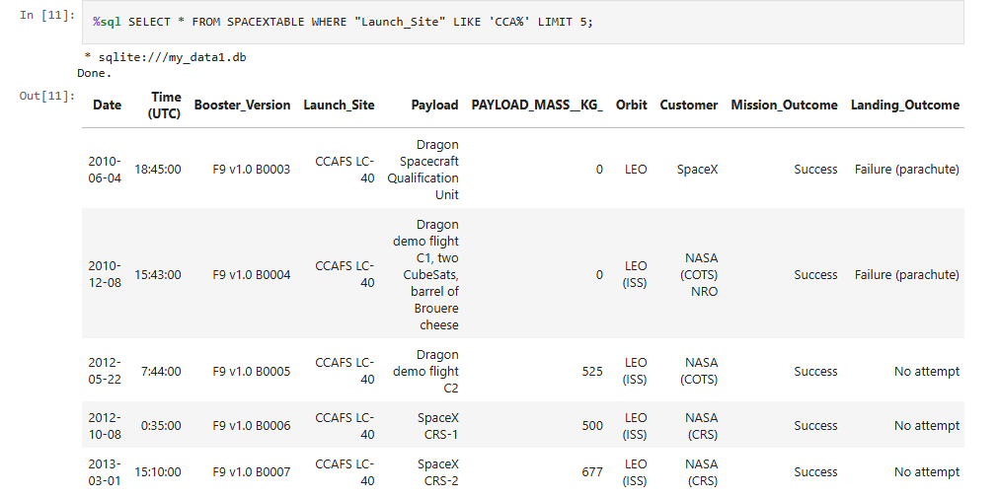 In [11]: %sql SELECT * FROM SPACEXTABLE WHERE "Launch_Site" LIKE 'CCA%' LIMIT 5;
* sqlite:///my_data1.db
Done.
Out[11]:
Date Time (UTC) Booster_Version Launch_Site Payload PAYLOAD_MASS__KG_ Orbit Customer Mission_Outcome Landing_Outcome
2010-06-04 18:45:00 F9 v1.0 B0003 CCAFS LC-40 Dragon Spacecraft Qualification Unit 0 LEO SpaceX Success Failure (parachute)
2010-12-08 15:43:00 F9 v1.0 B0004 CCAFS LC-40 Dragon demo flight C1, two CubeSats, barrel of Brouere cheese 0 LEO (ISS) NASA (COTS) NRO Success Failure (parachute)
2012-05-22 7:44:00 F9 v1.0 B0005 CCAFS LC-40 Dragon demo flight C2 525 LEO (ISS) NASA (COTS) Success No attempt
2012-10-08 0:35:00 F9 v1.0 B0006 CCAFS LC-40 SpaceX CRS-1 500 LEO (ISS) NASA (CRS) Success No attempt
2013-03-01 15:10:00 F9 v1.0 B0007 CCAFS LC-40 SpaceX CRS-2 677 LEO (ISS) NASA (CRS) Success No attempt